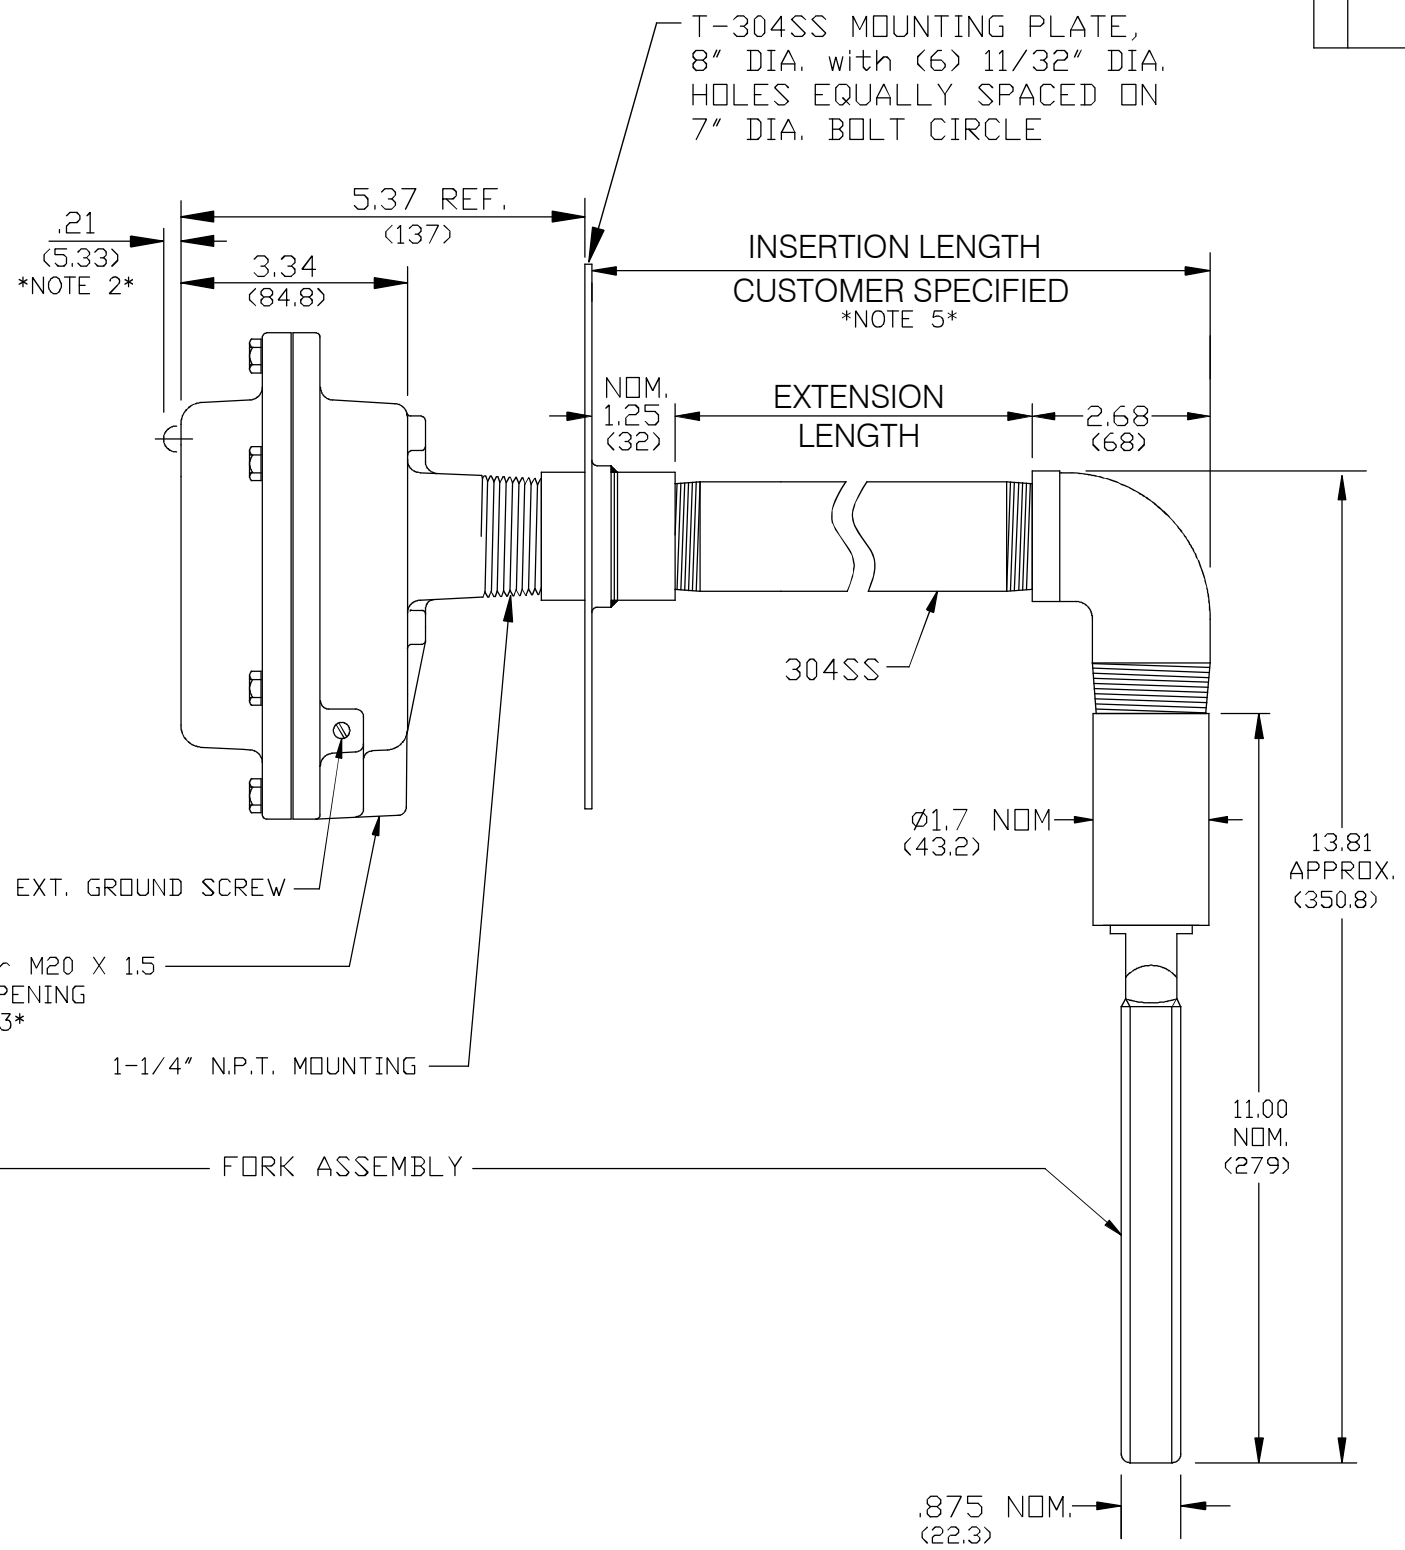 T-304SS MOUNTING PLATE,
8" DIA. with (6) 11/32" DIA.
HOLES EQUALLY SPACED ON
7" DIA. BOLT CIRCLE
5.37 REF.
(137)
.21
(5.33)
*NOTE 2*
3.34
(84.8)
INSERTION LENGTH
CUSTOMER SPECIFIED
*NOTE 5*
NOM.
1.25
(32)
EXTENSION
LENGTH
2.68
(68)
304SS
Ø1.7 NOM
(43.2)
13.81
APPROX.
(350.8)
EXT. GROUND SCREW
M20 X 1.5
PENING
3*
1-1/4" N.P.T. MOUNTING
11.00
NOM.
(279)
FORK ASSEMBLY
.875 NOM.
(22.3)